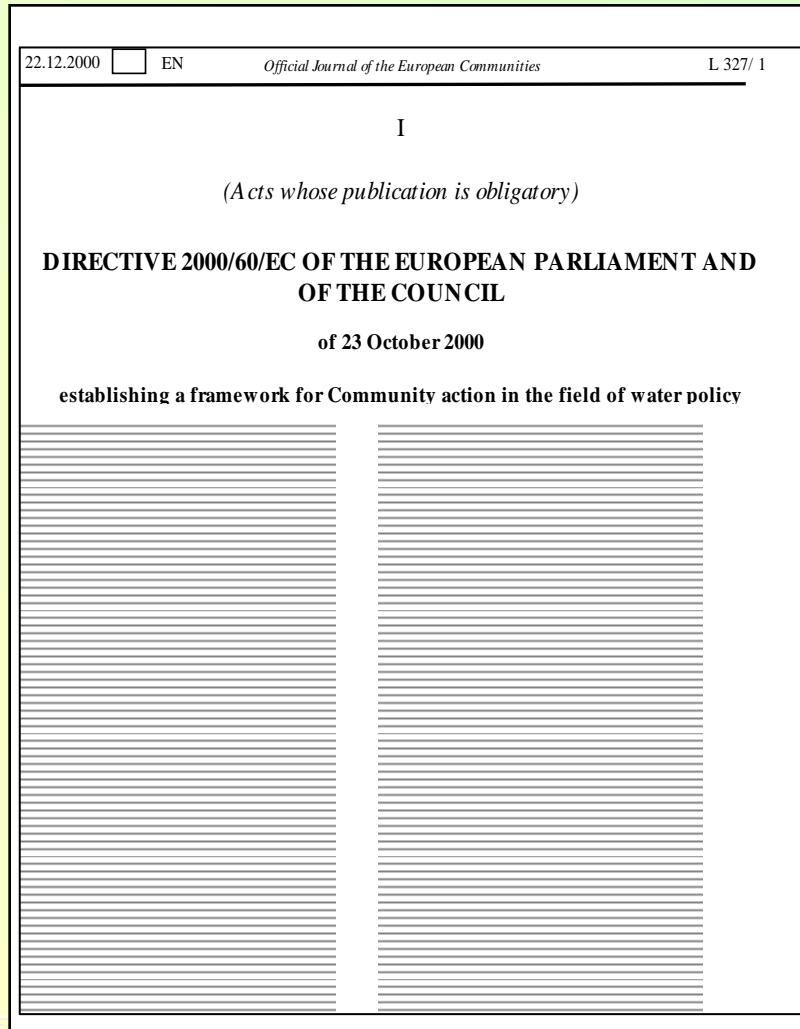 22.12.2000 EN Official Journal of the European Communities L 327/ 1
I
(Acts whose publication is obligatory)
DIRECTIVE 2000/60/EC OF THE EUROPEAN PARLIAMENT AND
OF THE COUNCIL
of 23 October 2000
establishing a framework for Community action in the field of water policy